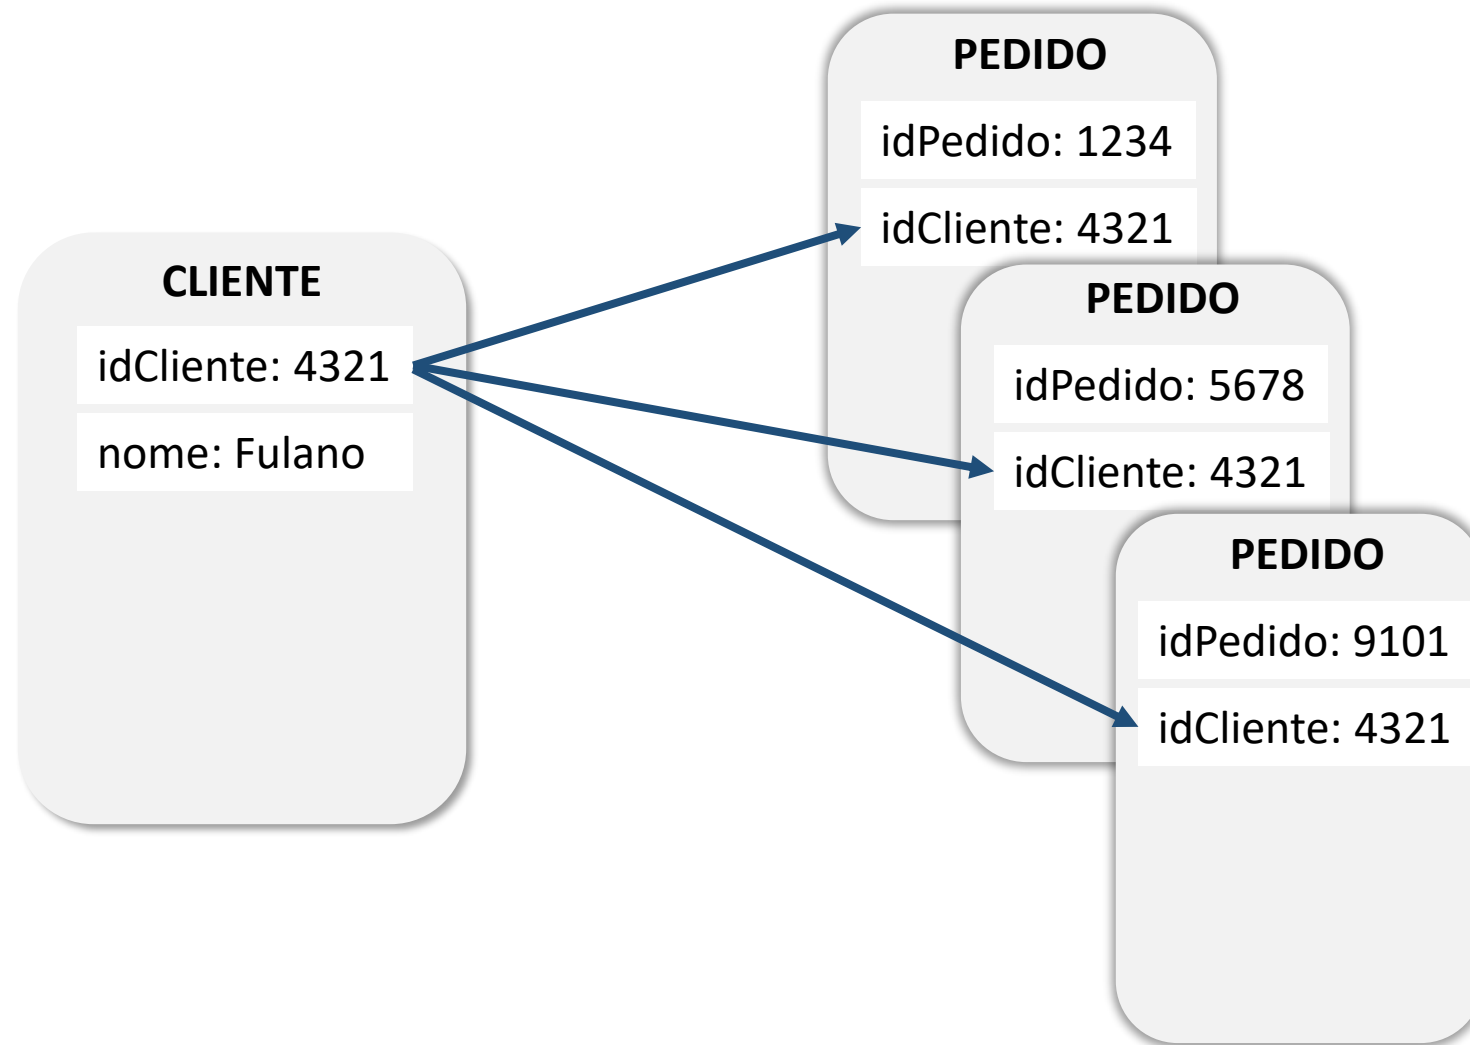 CLIENTE
idCliente: 4321
nome: Fulano
PEDIDO
idPedido: 1234
idCliente: 4321
PEDIDO
idPedido: 5678
idCliente: 4321
PEDIDO
idPedido: 9101
idCliente: 4321